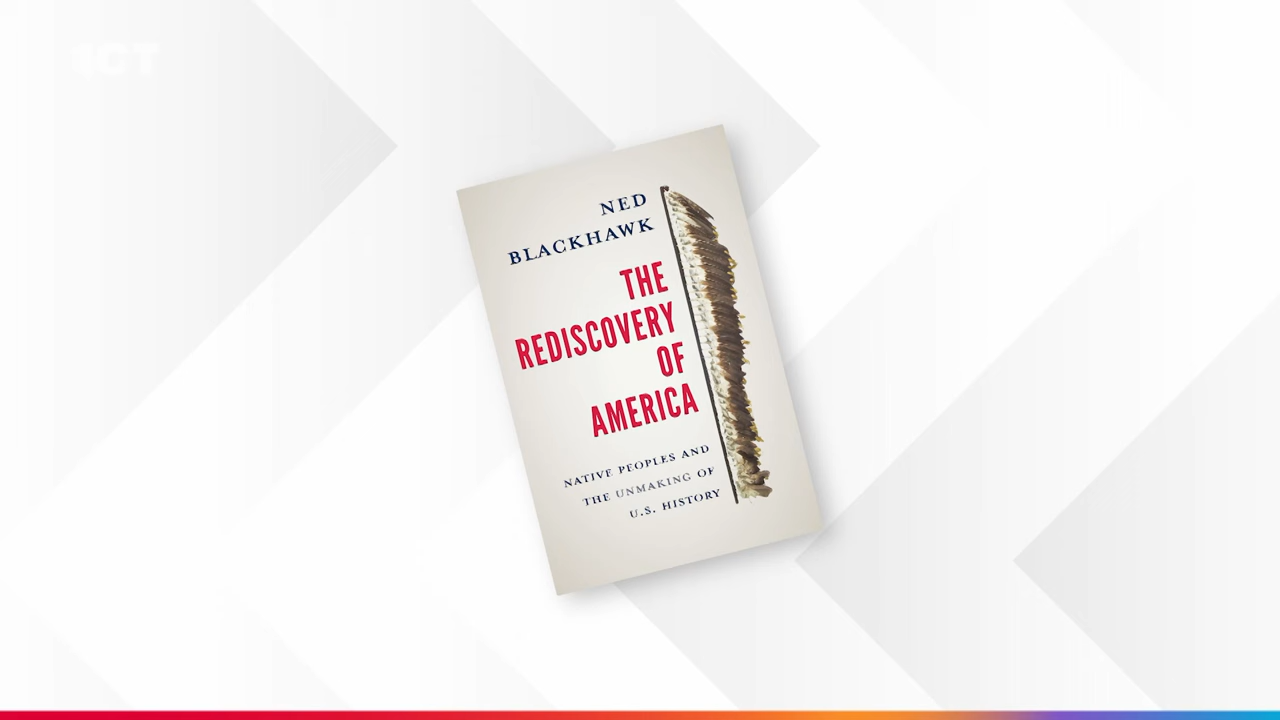 ICT
NED
BLACKHAWK
THE
REDISCOVERY
OF
AMERICA
NATIVE PEOPLES AND
THE UNMAKING OF
U.S. HISTORY